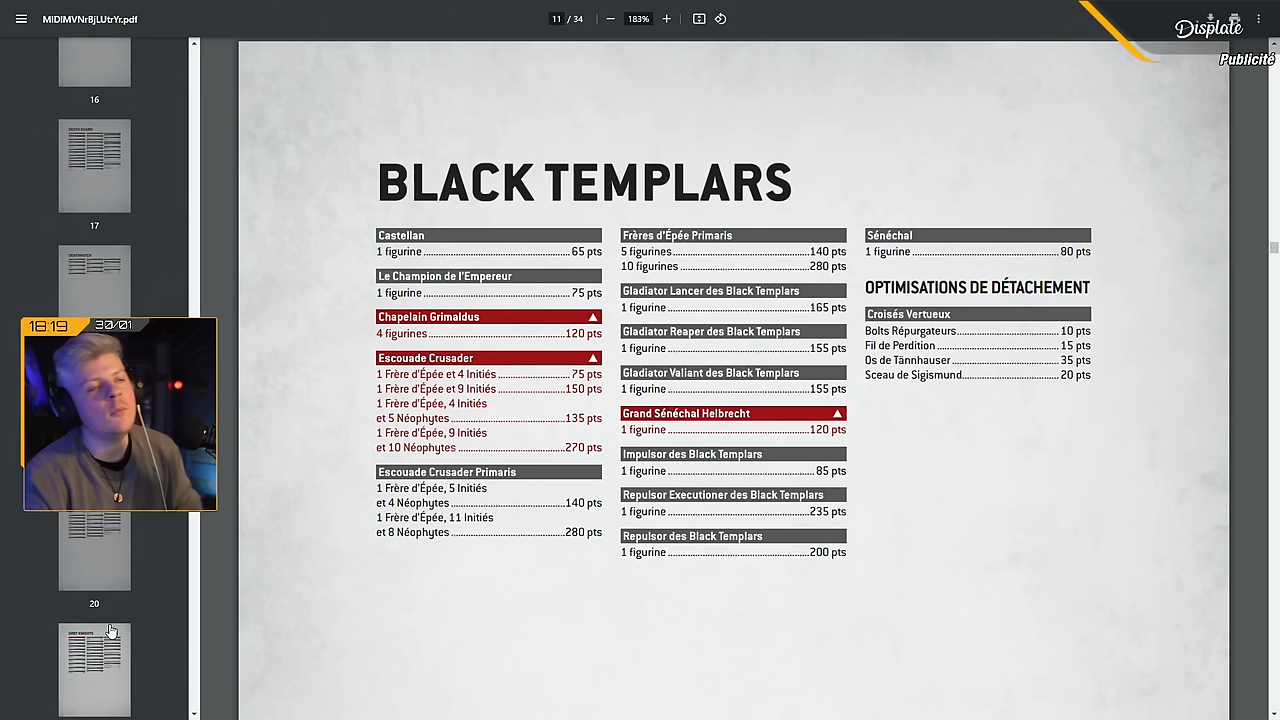 MIDIMVNrBjLUtrYr.pdf
11 / 34
183%
Displate
Publicité
16
17
20
18:19
30/01
BLACK TEMPLARS
Castellan
1 figurine 65 pts
Le Champion de l'Empereur
1 figurine 75 pts
Chapelain Grimaldus
4 figurines 120 pts
Escouade Crusader
1 Frère d'Épée et 4 Initiés 75 pts
1 Frère d'Épée et 9 Initiés 150 pts
1 Frère d'Épée, 4 Initiés
et 5 Néophytes 135 pts
1 Frère d'Épée, 9 Initiés
et 10 Néophytes 270 pts
Escouade Crusader Primaris
1 Frère d'Épée, 5 Initiés
et 4 Néophytes 140 pts
1 Frère d'Épée, 11 Initiés
et 8 Néophytes 280 pts
Frères d'Épée Primaris
5 figurines 140 pts
10 figurines 280 pts
Gladiator Lancer des Black Templars
1 figurine 165 pts
Gladiator Reaper des Black Templars
1 figurine 155 pts
Gladiator Valiant des Black Templars
1 figurine 155 pts
Grand Sénéchal Helbrecht
1 figurine 120 pts
Impulsor des Black Templars
1 figurine 85 pts
Repulsor Executioner des Black Templars
1 figurine 235 pts
Repulsor des Black Templars
1 figurine 200 pts
Sénéchal
1 figurine 80 pts
OPTIMISATIONS DE DÉTACHEMENT
Croisés Vertueux
Bolts Répurgateurs 10 pts
Fil de Perdition 15 pts
Os de Tännhauser 35 pts
Sceau de Sigismund 20 pts